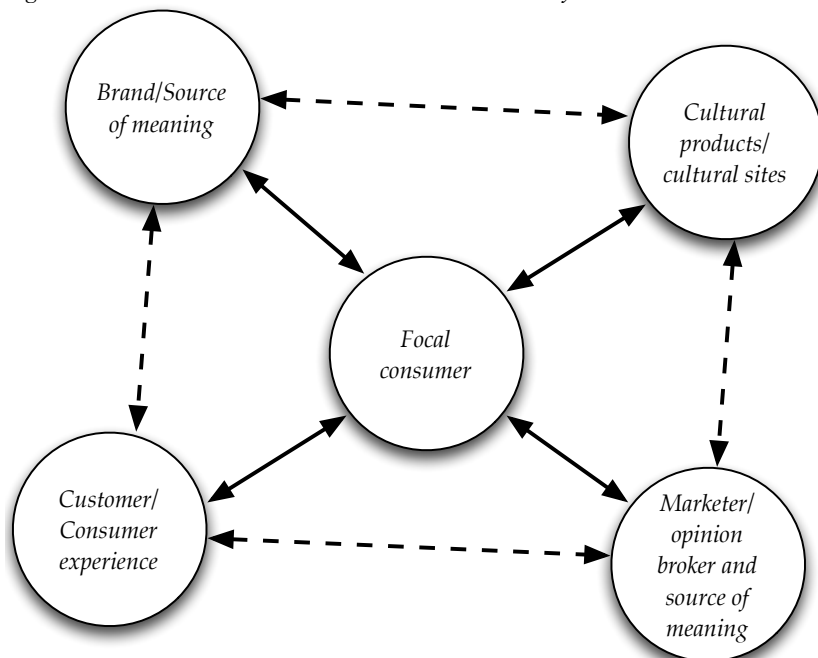 Brand/Source
of meaning
Cultural
products/
cultural sites
Focal
consumer
Customer/
Consumer
experience
Marketer/
opinion
broker and
source of
meaning